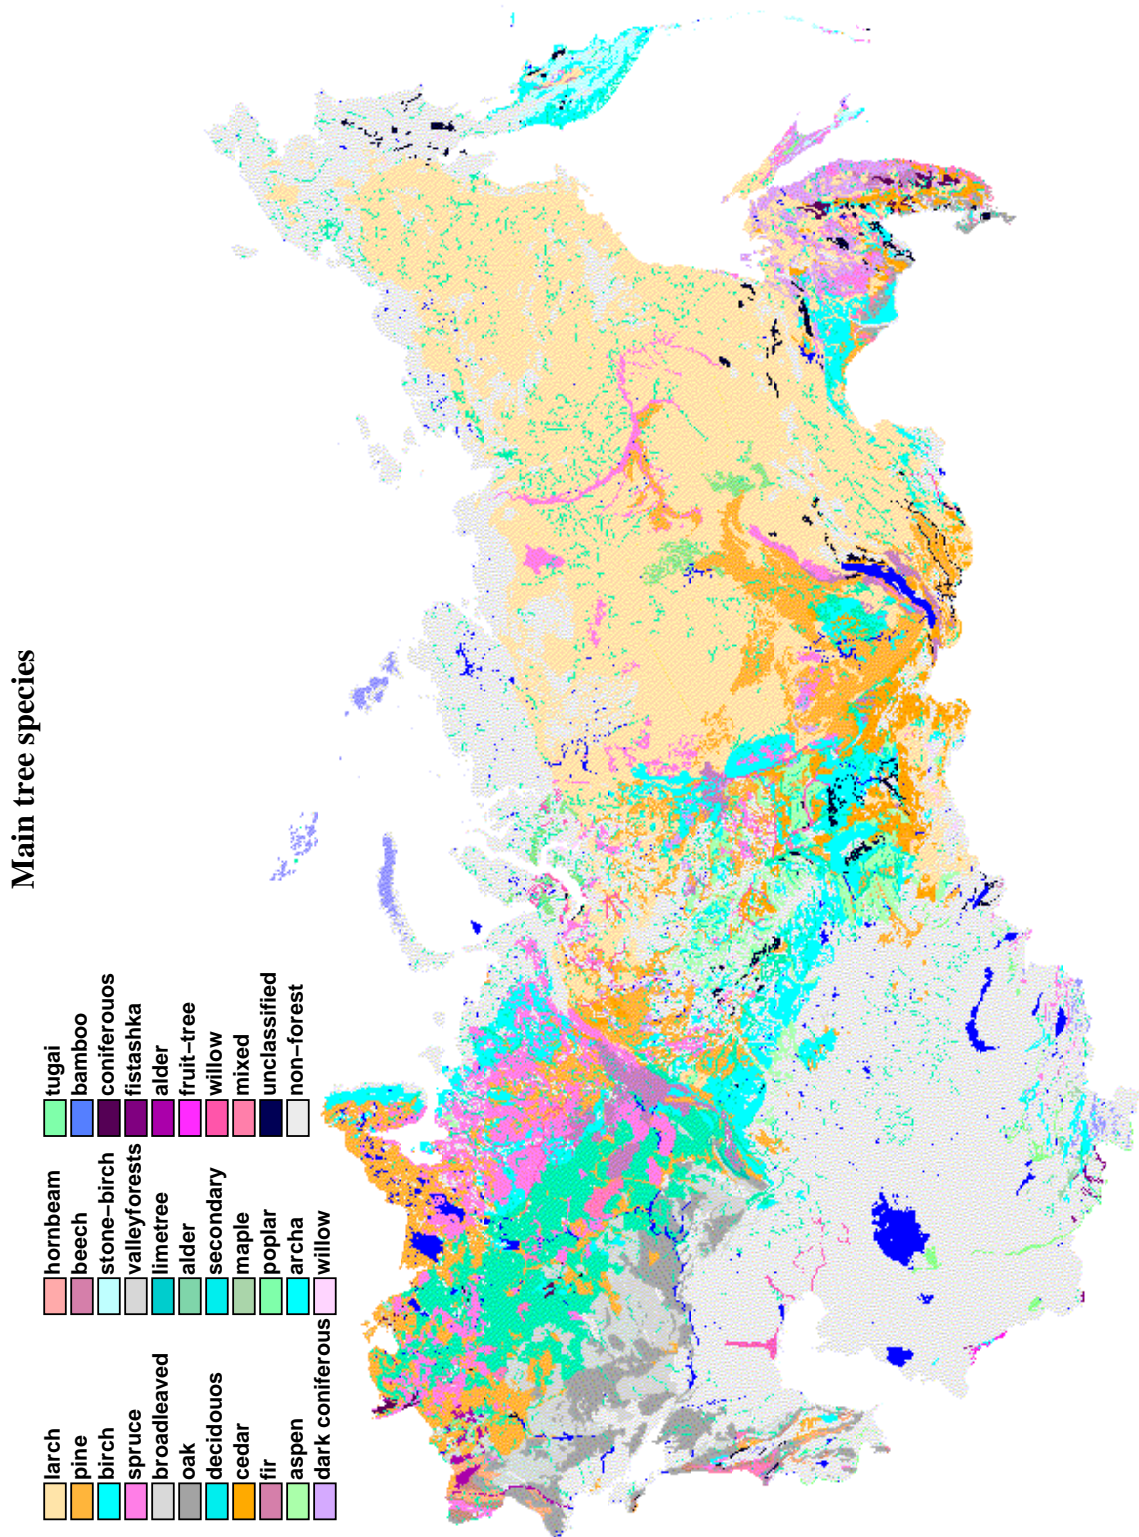 Main tree species
larch
pine
birch
spruce
broadleaved
oak
decidouos
cedar
fir
aspen
dark coniferous
hornbeam
beech
stone-birch
valleyforests
limetree
alder
secondary
maple
poplar
archa
willow
tugai
bamboo
coniferuos
fistashka
alder
fruit-tree
willow
mixed
unclassified
non-forest